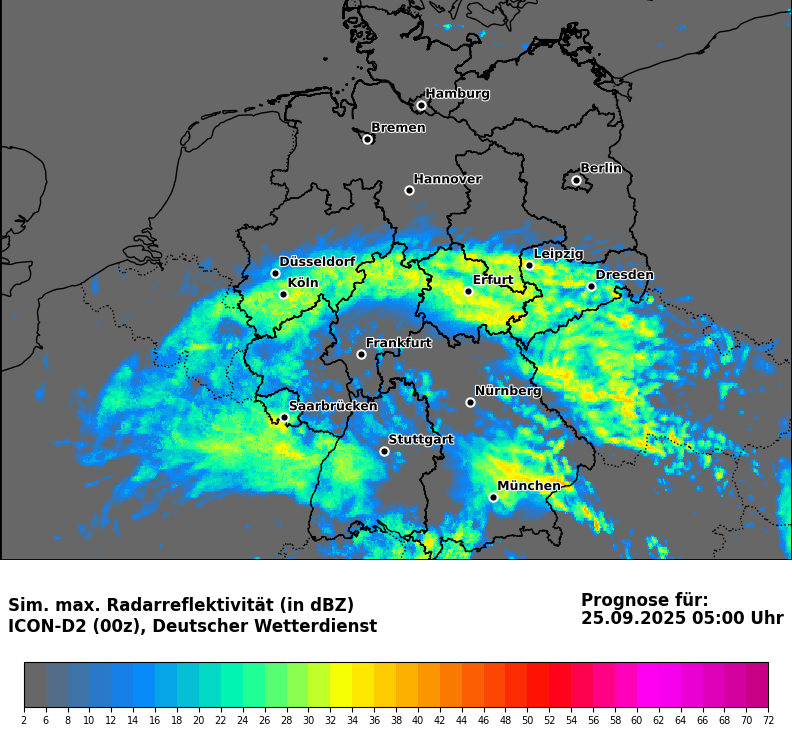 Hamburg
Bremen
Berlin
Hannover
Leipzig
Düsseldorf
Dresden
Köln
Erfurt
Frankfurt
Nürnberg
Saarbrücken
Stuttgart
München
Sim. max. Radarreflektivität (in dBZ)
ICON-D2 (00z), Deutscher Wetterdienst
Prognose für:
25.09.2025 05:00 Uhr
2 6 8 10 12 14 16 18 20 22 24 26 28 30 32 34 36 38 40 42 44 46 48 50 52 54 56 58 60 62 64 66 68 70 72